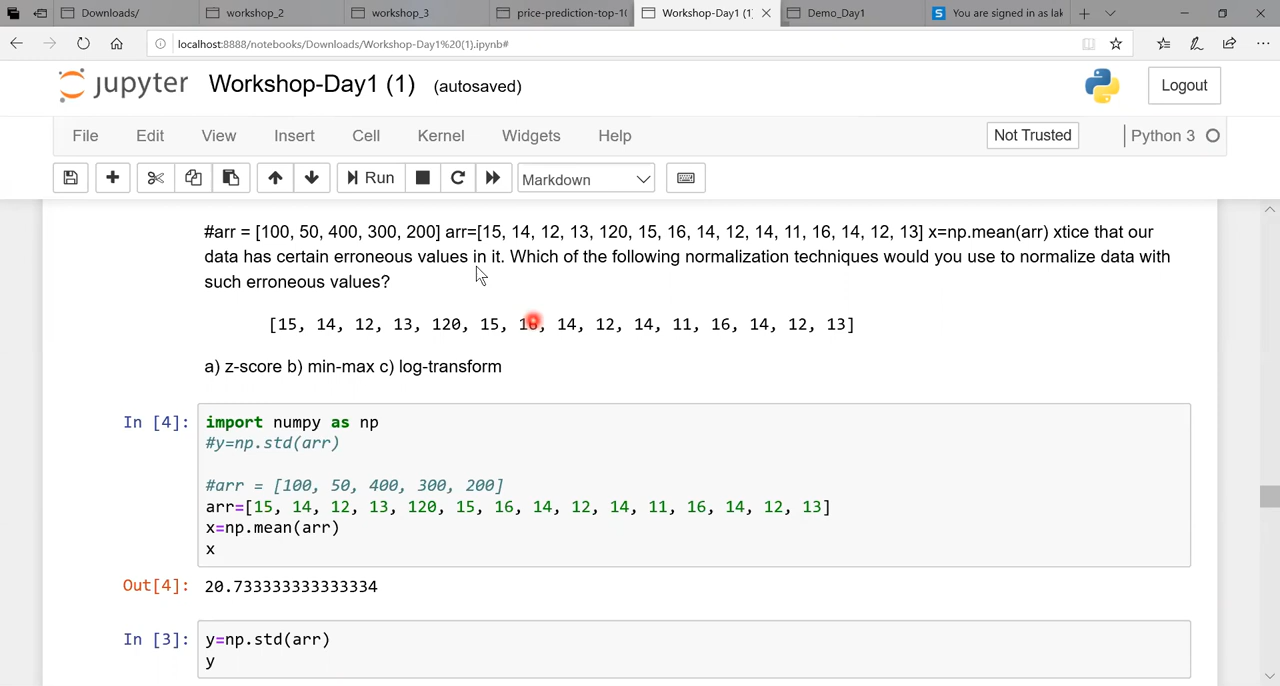 Downloads/ workshop_2 workshop_3 price-prediction-top-1( Workshop-Day1 (1) Demo_Day1 You are signed in as lak
localhost:8888/notebooks/Downloads/Workshop-Day1%20(1).ipynb#
jupyter Workshop-Day1 (1) (autosaved) Logout
File Edit View Insert Cell Kernel Widgets Help Not Trusted Python 3
Run Markdown
#arr = [100, 50, 400, 300, 200] arr=[15, 14, 12, 13, 120, 15, 16, 14, 12, 14, 11, 16, 14, 12, 13] x=np.mean(arr) xtice that our
data has certain erroneous values in it. Which of the following normalization techniques would you use to normalize data with
such erroneous values?
[15, 14, 12, 13, 120, 15, 16, 14, 12, 14, 11, 16, 14, 12, 13]
a) z-score b) min-max c) log-transform
In [4]: import numpy as np
#y=np.std(arr)
#arr = [100, 50, 400, 300, 200]
arr=[15, 14, 12, 13, 120, 15, 16, 14, 12, 14, 11, 16, 14, 12, 13]
x=np.mean(arr)
x
Out[4]: 20.733333333333334
In [3]: y=np.std(arr)
y